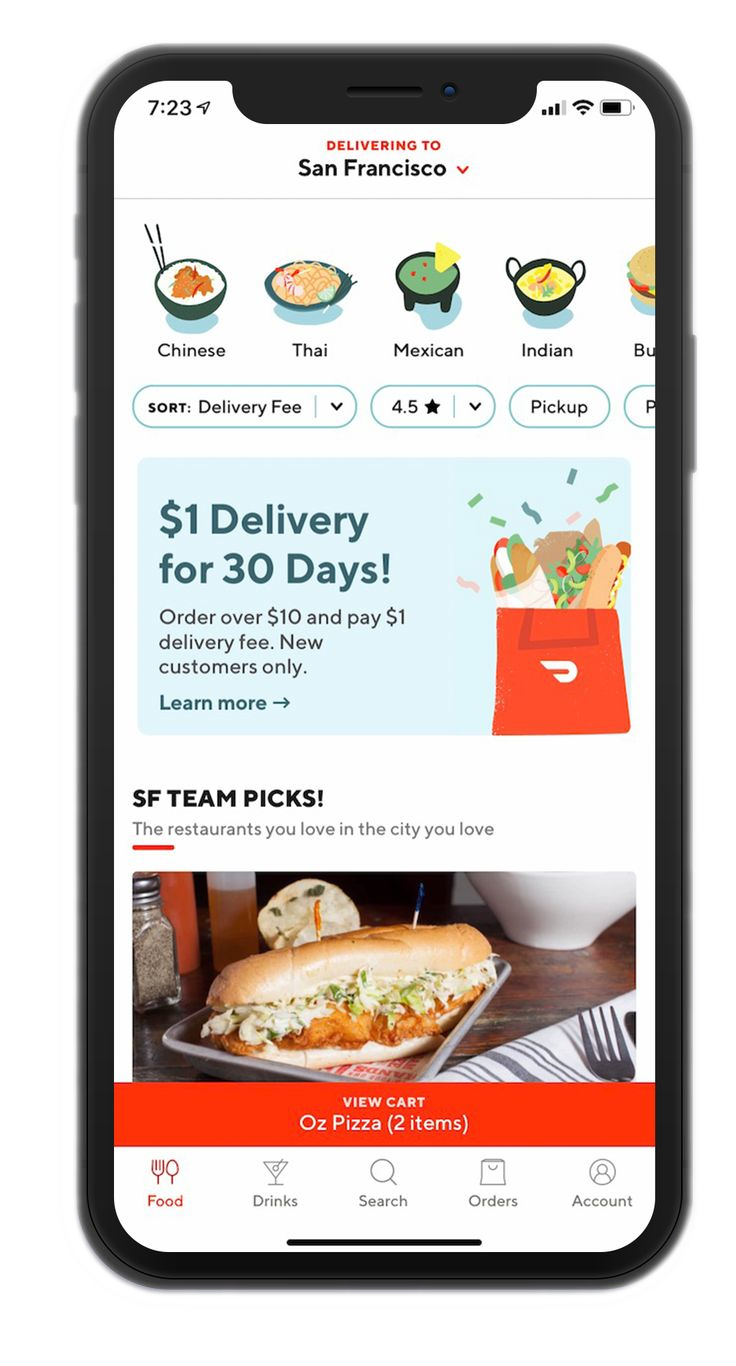 7:23
DELIVERING TO
San Francisco
Chinese Thai Mexican Indian Bu
SORT: Delivery Fee 4.5 ★ Pickup P
$1 Delivery
for 30 Days!
Order over $10 and pay $1
delivery fee. New
customers only.
Learn more →
SF TEAM PICKS!
The restaurants you love in the city you love
VIEW CART
Oz Pizza (2 items)
Food Drinks Search Orders Account